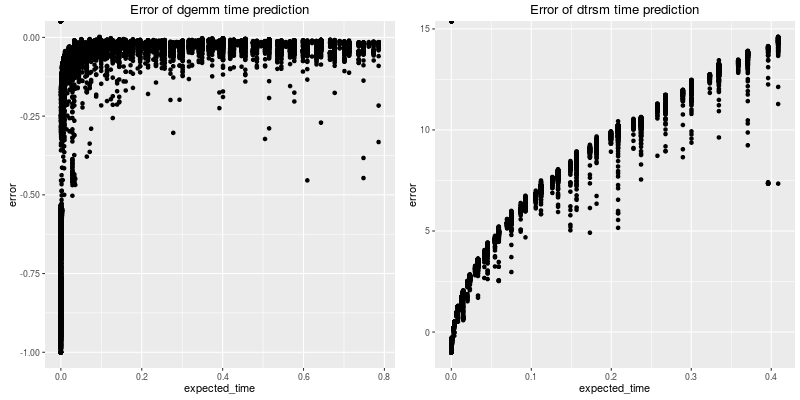 Error of dgemm time prediction
0.00
-0.25
-0.50
-0.75
-1.00
error
0.0 0.2 0.4 0.6 0.8
expected_time
Error of dtrsm time prediction
15
10
5
0
error
0.0 0.1 0.2 0.3 0.4
expected_time